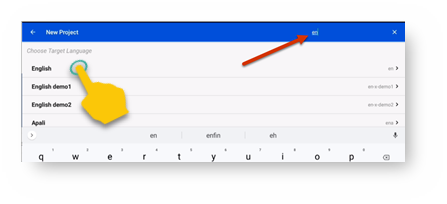 New Project en
Choose Target Language
English en
English demo1 en-x-demo1
English demo2 en-x-demo2
Apali ena
en enfin eh
q w e r t y u i o p